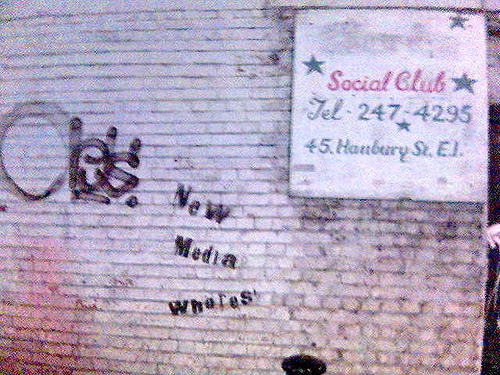 Social Club
Tel - 247-4295
45, Hanbury St, E.1.
New
Media
Whores